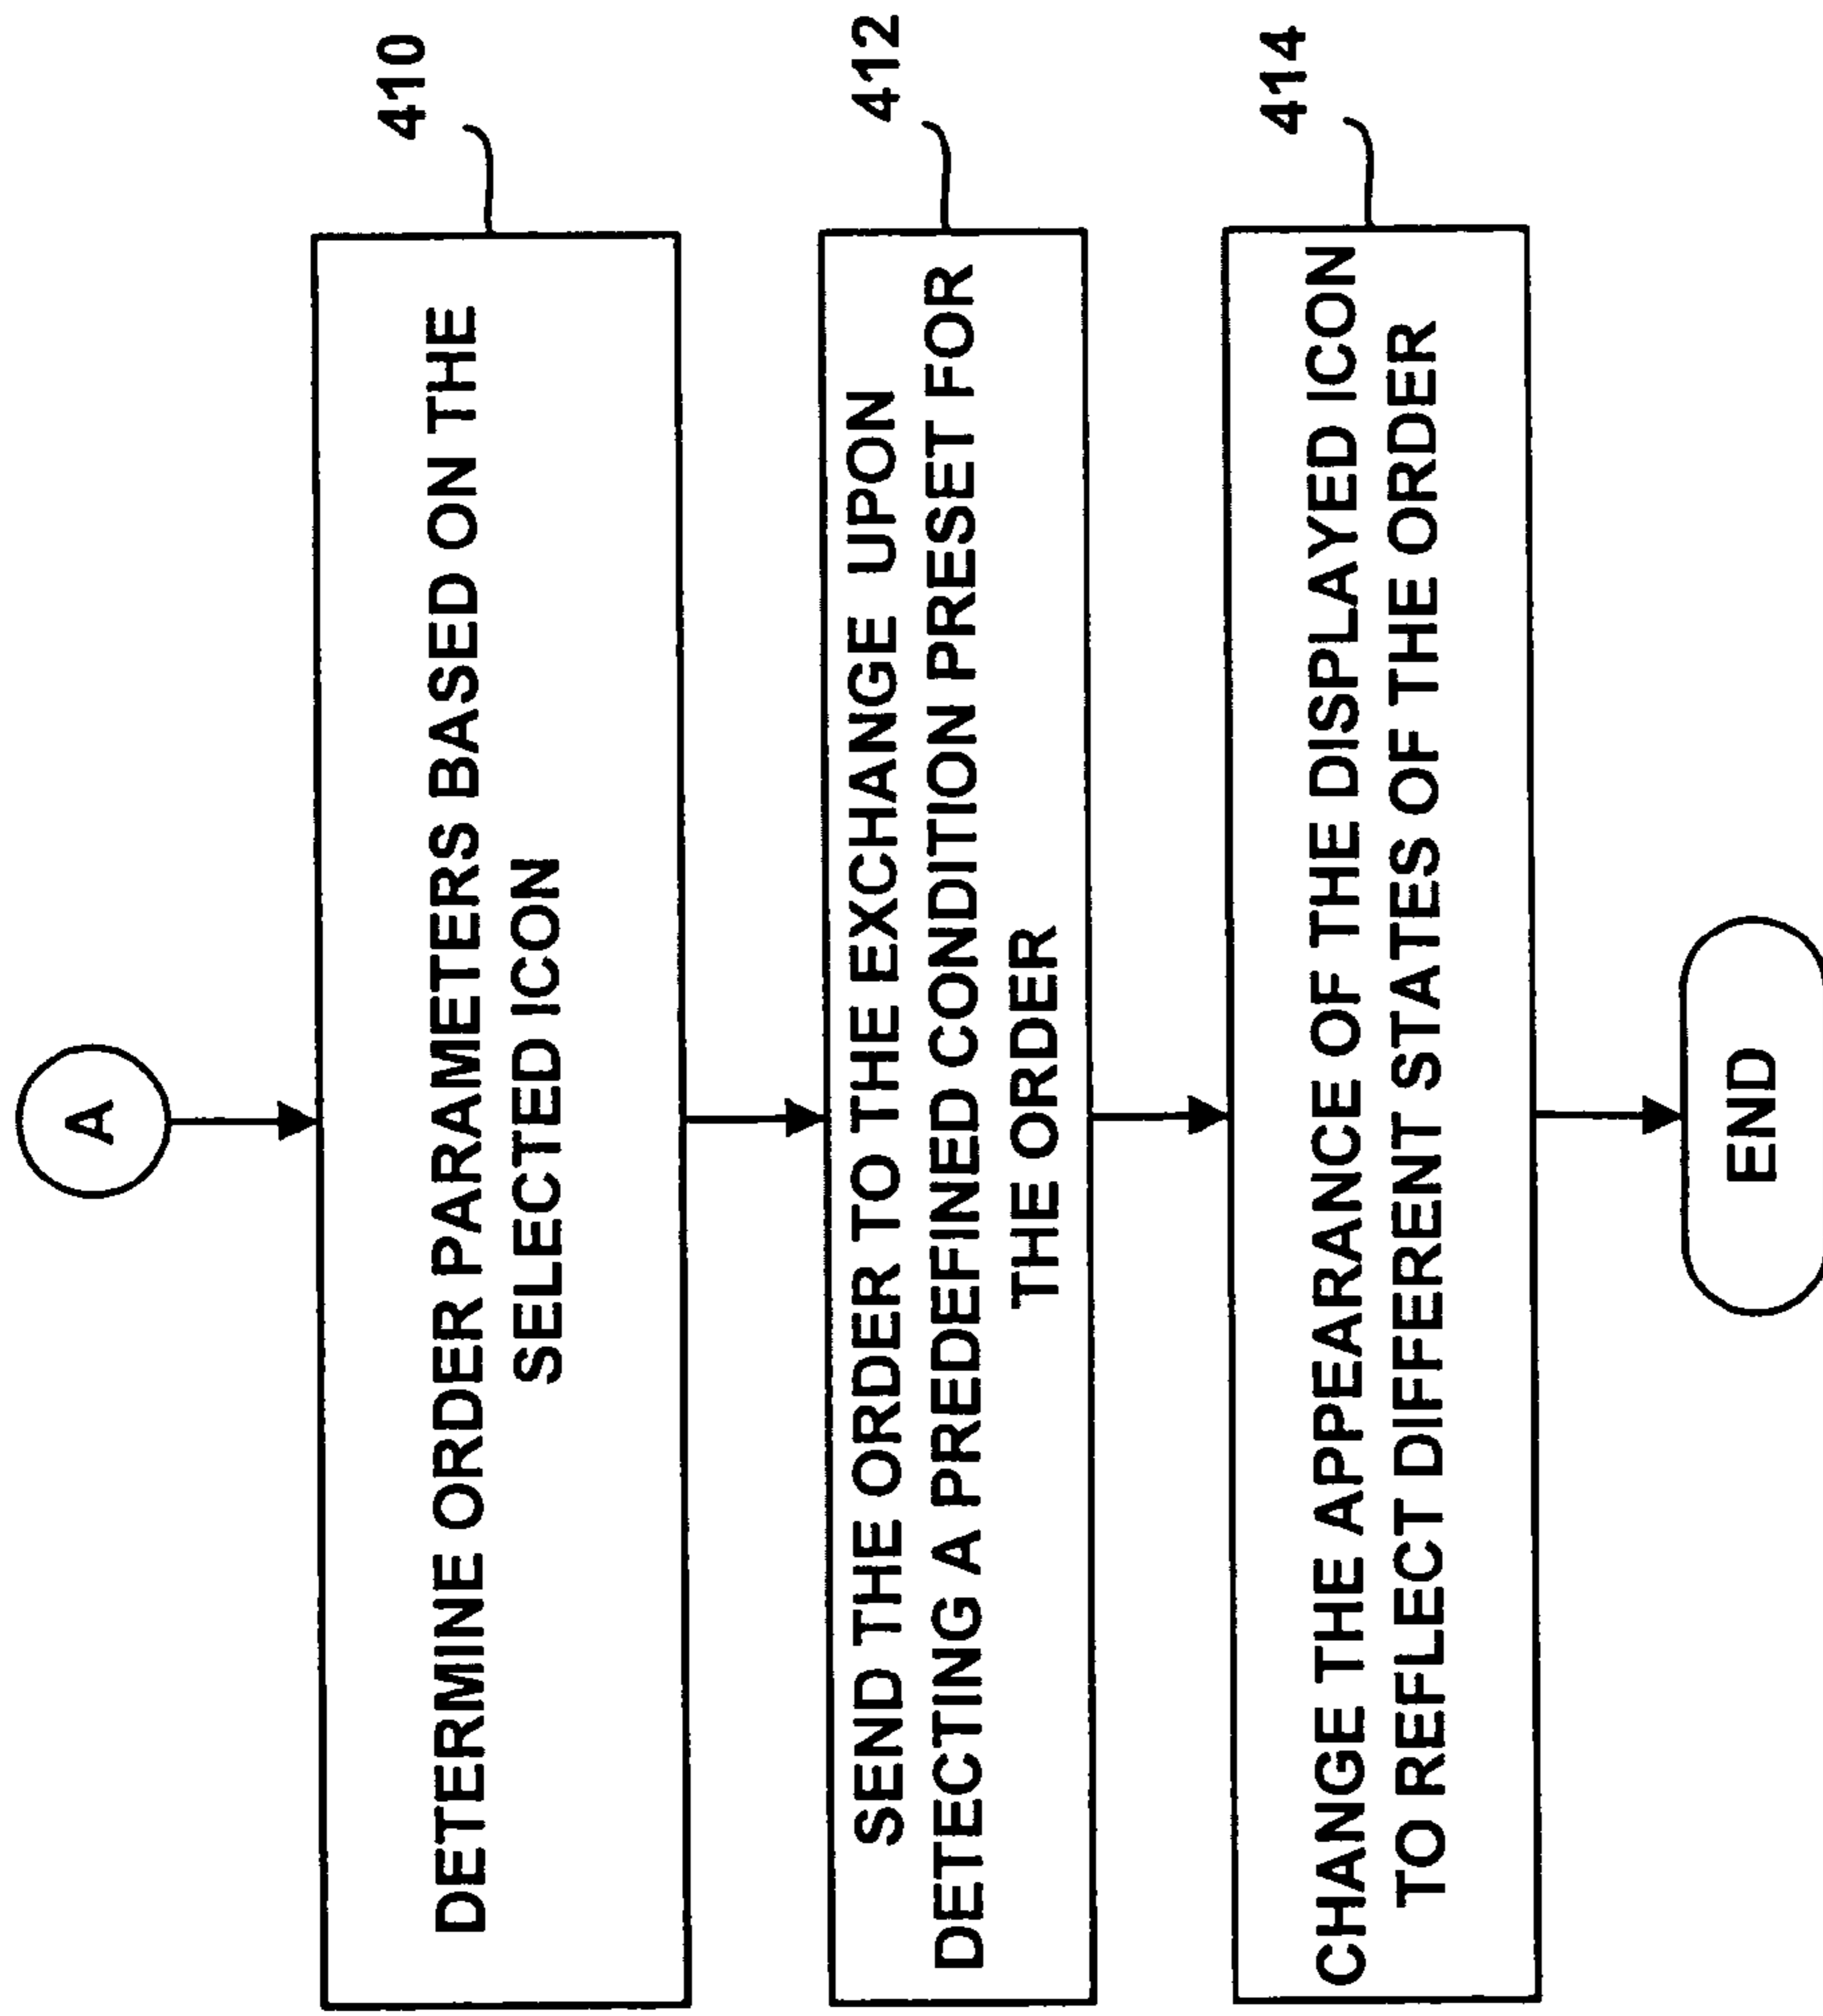 A
410
DETERMINE ORDER PARAMETERS BASED ON THE
SELECTED ICON
412
SEND THE ORDER TO THE EXCHANGE UPON
DETECTING A PREDEFINED CONDITION PRESET FOR
THE ORDER
414
CHANGE THE APPEARANCE OF THE DISPLAYED ICON
TO REFLECT DIFFERENT STATES OF THE ORDER
END